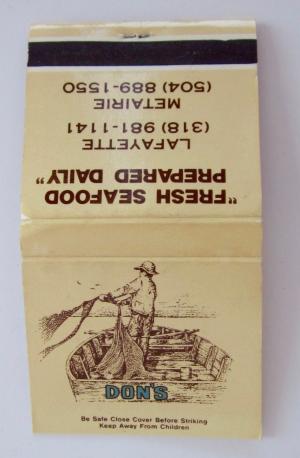 "FRESH SEAFOOD
PREPARED DAILY"
LAFAYETTE
(318) 981-1141
METAIRIE
(504) 889-1550
DON'S
Be Safe Close Cover Before Striking
Keep Away From Children